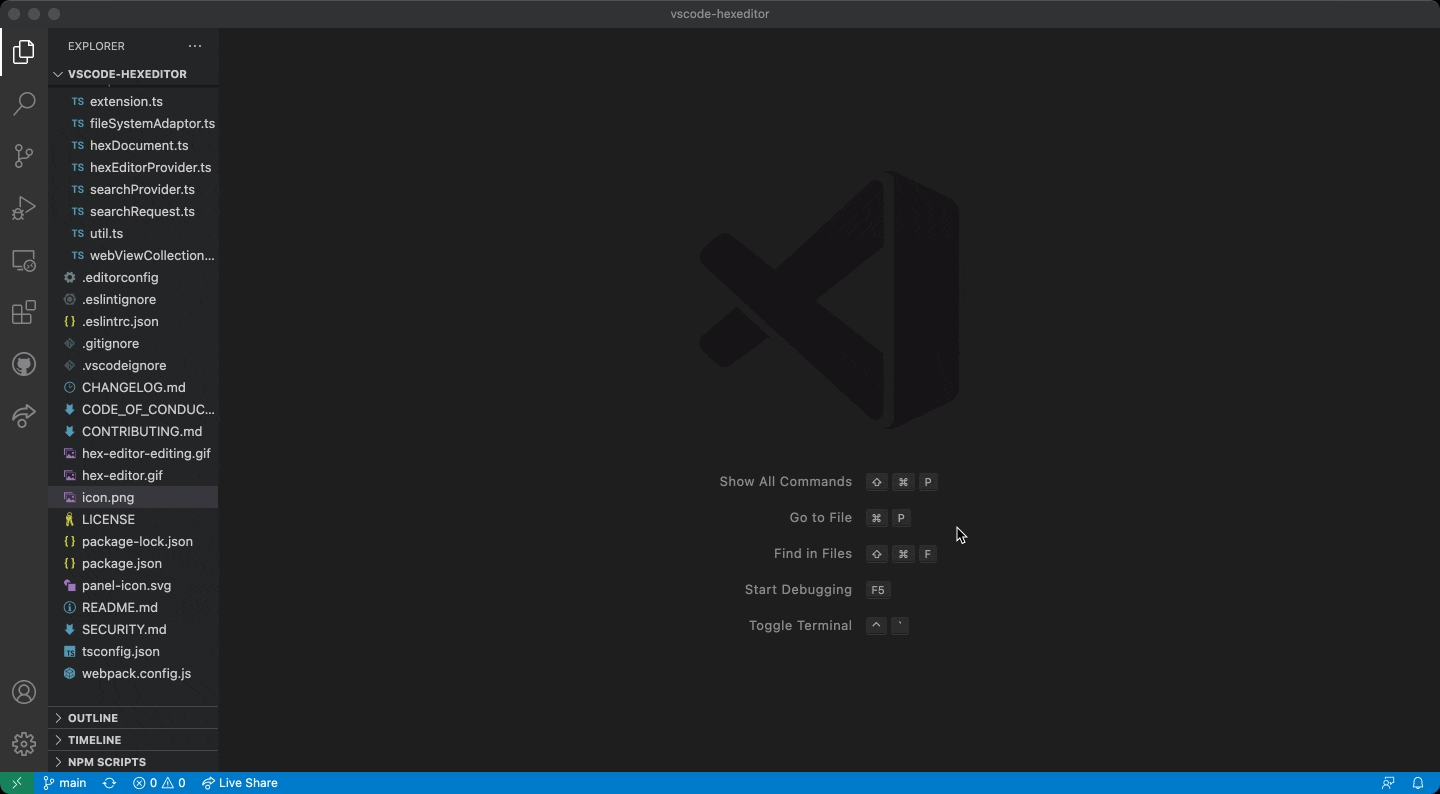 vscode-hexeditor
EXPLORER
VSCODE-HEXEDITOR
TS extension.ts
TS fileSystemAdaptor.ts
TS hexDocument.ts
TS hexEditorProvider.ts
TS searchProvider.ts
TS searchRequest.ts
TS util.ts
TS webViewCollection...
.editorconfig
.eslintignore
{} .eslintrc.json
.gitignore
.vscodeignore
CHANGELOG.md
CODE_OF_CONDUC...
CONTRIBUTING.md
hex-editor-editing.gif
hex-editor.gif
icon.png
LICENSE
{} package-lock.json
{} package.json
panel-icon.svg
README.md
SECURITY.md
TS tsconfig.json
webpack.config.js
OUTLINE
TIMELINE
NPM SCRIPTS
Show All Commands ⇧ ⌘ P
Go to File ⌘ P
Find in Files ⇧ ⌘ F
Start Debugging F5
Toggle Terminal ^ `
main 0 0 Live Share